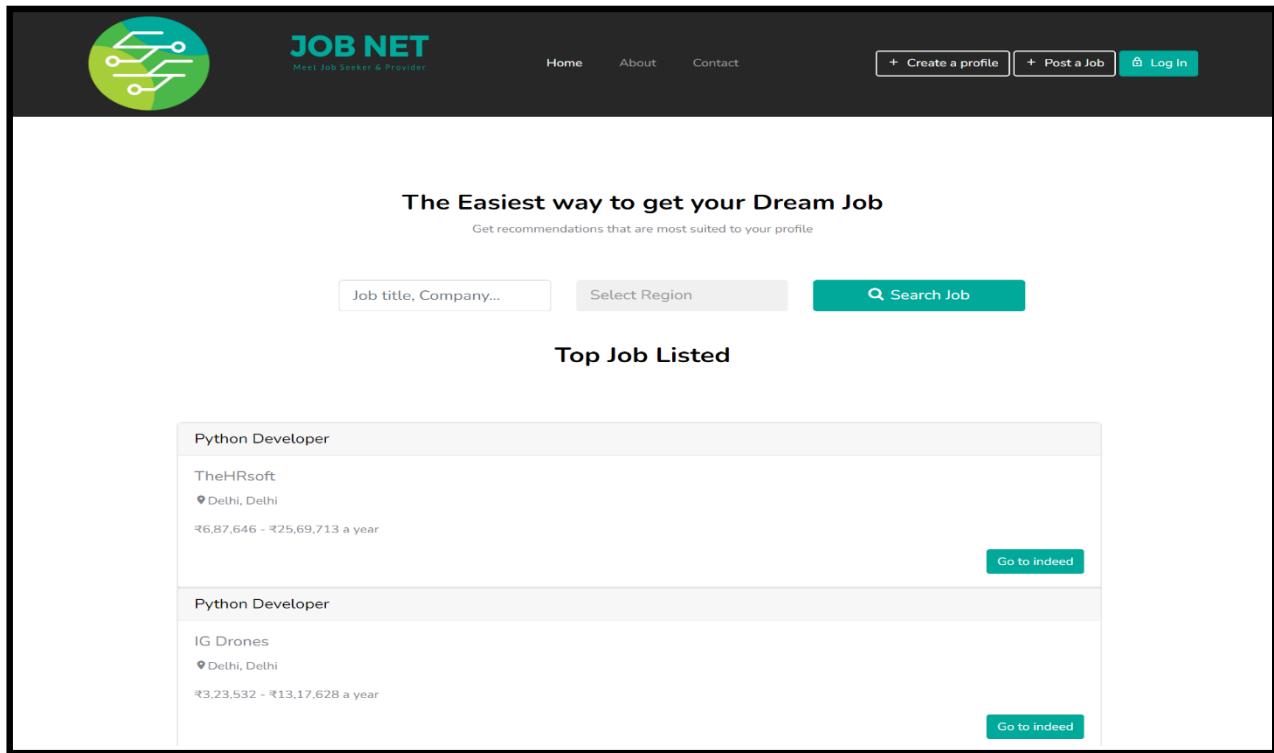 JOB NET
Meet Job Seeker & Provider
Home About Contact
+ Create a profile + Post a Job Log In
The Easiest way to get your Dream Job
Get recommendations that are most suited to your profile
Job title, Company... Select Region Search Job
Top Job Listed
Python Developer
TheHRsoft
Delhi, Delhi
₹6,87,646 - ₹25,69,713 a year
Go to indeed
Python Developer
IG Drones
Delhi, Delhi
₹3,23,532 - ₹13,17,628 a year
Go to indeed